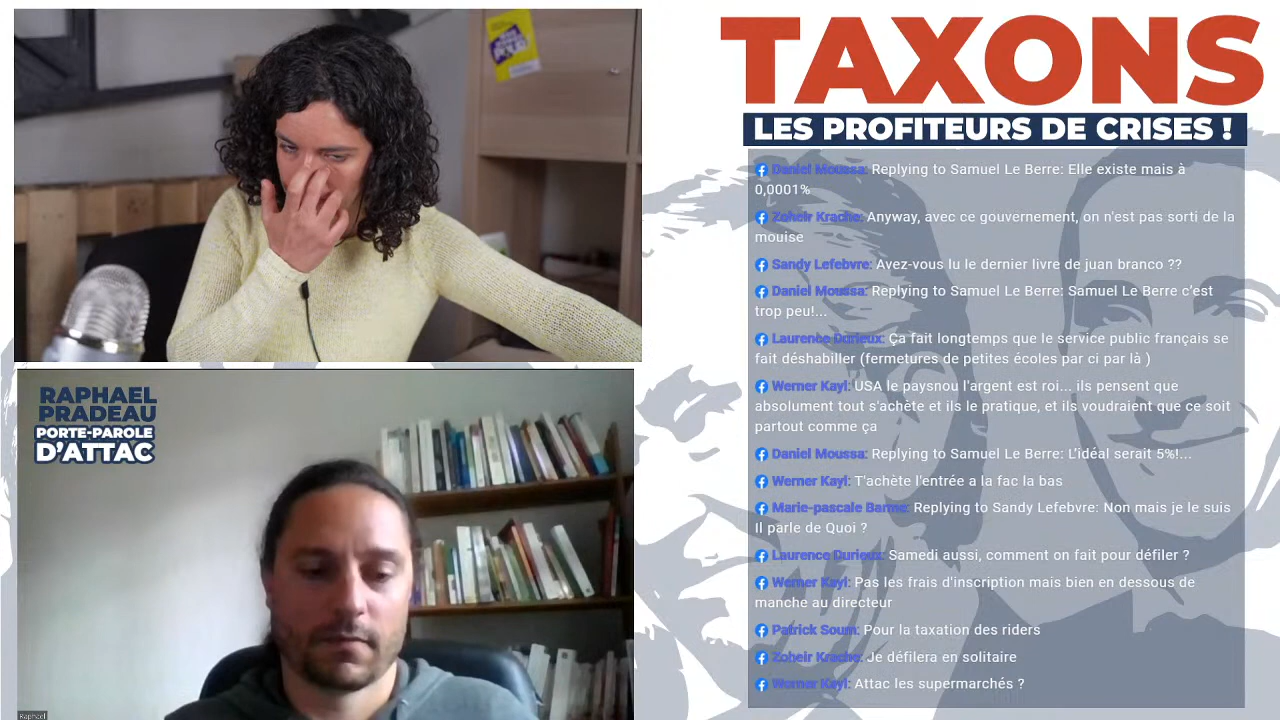 TAXONS
LES PROFITEURS DE CRISES !
RAPHAEL
PRADEAU
PORTE-PAROLE
D'ATTAC
Raphael
Daniel Moussa: Replying to Samuel Le Berre: Elle existe mais à
0,0001%
Zoheir Krache: Anyway, avec ce gouvernement, on n'est pas sorti de la
mouise
Sandy Lefebvre: Avez-vous lu le dernier livre de juan branco ??
Daniel Moussa: Replying to Samuel Le Berre: Samuel Le Berre c'est
trop peu!...
Laurence Durieux: Ça fait longtemps que le service public français se
fait déshabiller (fermetures de petites écoles par ci par là )
Werner Kayl: USA le paysnou l'argent est roi... ils pensent que
absolument tout s'achète et ils le pratique, et ils voudraient que ce soit
partout comme ça
Daniel Moussa: Replying to Samuel Le Berre: L'idéal serait 5%!...
Werner Kayl: T'achète l'entrée a la fac la bas
Marie-pascale Replying to Sandy Lefebvre: Non mais je le suis
Il parle de Quoi ?
Laurence Durieux: Samedi aussi, comment on fait pour défiler ?
Werner Kayl: Pas les frais d'inscription mais bien en dessous de
manche au directeur
Patrick Soum: Pour la taxation des riders
Zoheir Krache: Je défilera en solitaire
Werner Kayl: Attac les supermarchés ?